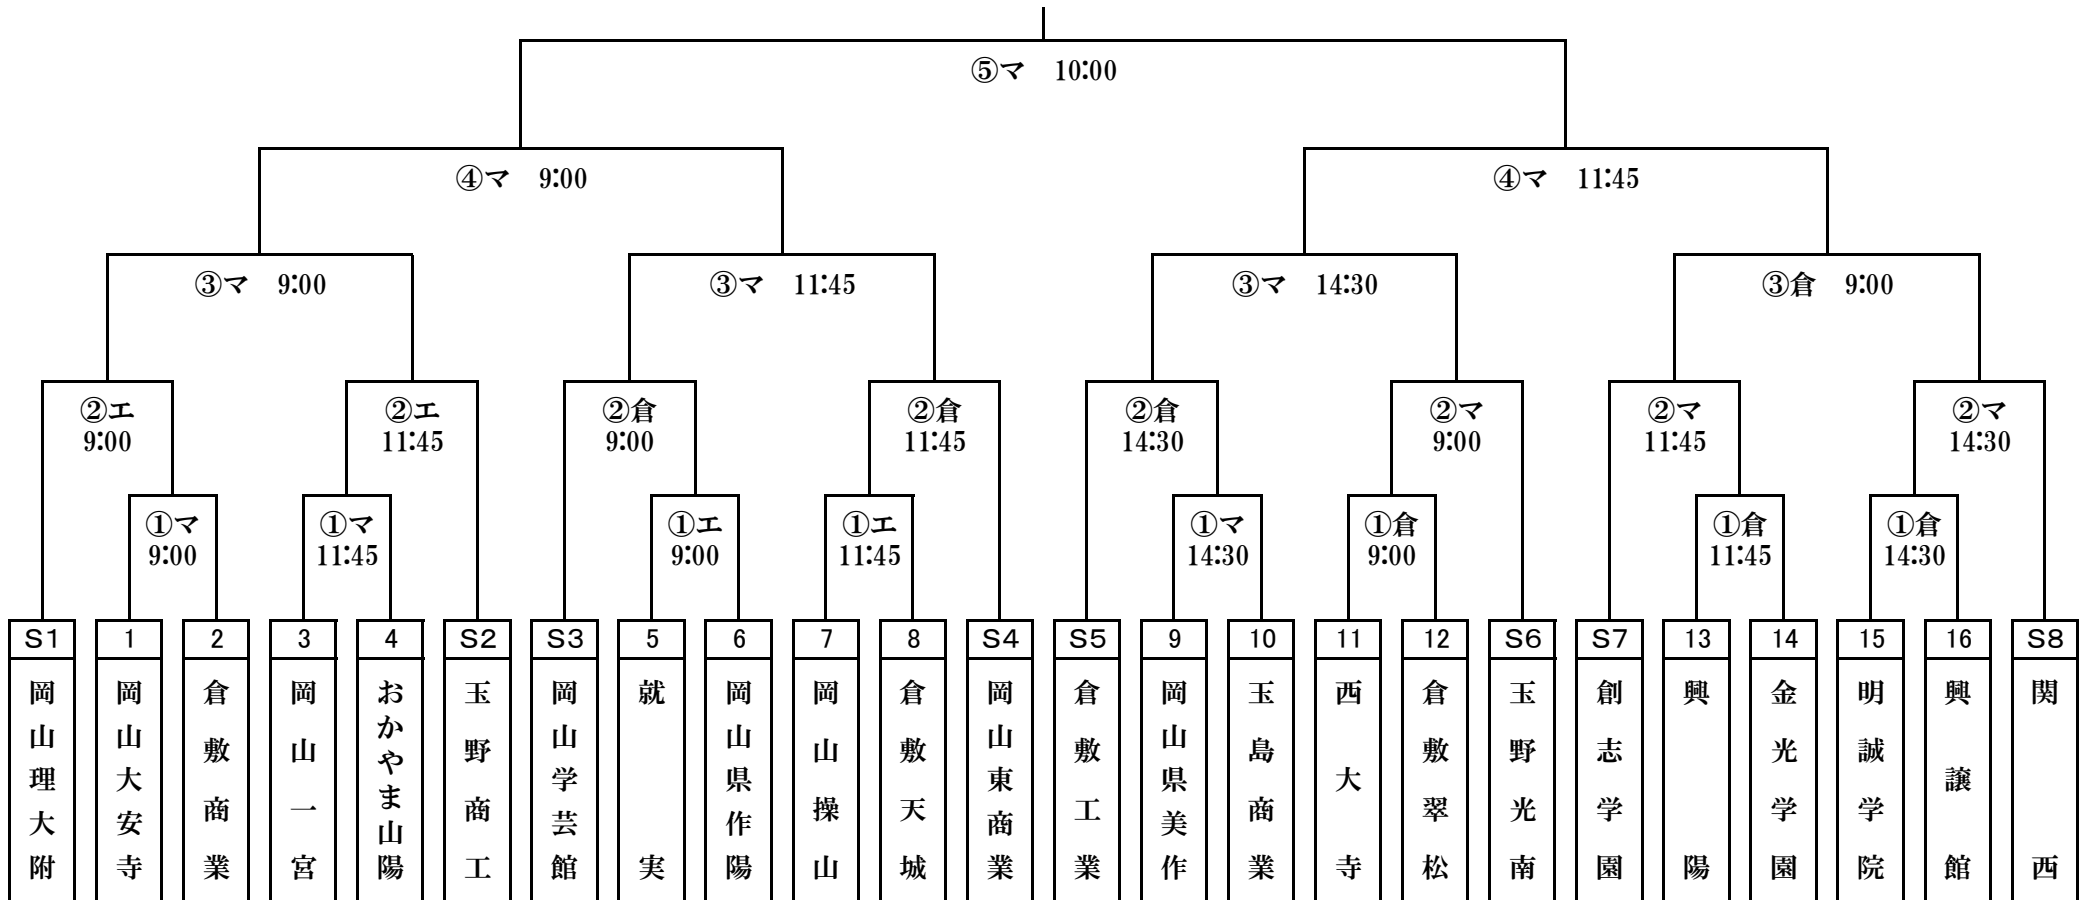 ⑤マ　10:00
④マ　9:00
④マ　11:45
③マ　9:00
③マ　11:45
③マ　14:30
③倉　9:00
②エ
9:00
②エ
11:45
②倉
9:00
②倉
11:45
②倉
14:30
②マ
9:00
②マ
11:45
②マ
14:30
①マ
9:00
①マ
11:45
①エ
9:00
①エ
11:45
①マ
14:30
①倉
9:00
①倉
11:45
①倉
14:30
S1
岡山理大附
1
岡山大安寺
2
倉敷商業
3
岡山一宮
4
おかやま山陽
S2
玉野商工
S3
岡山学芸館
5
就実
6
岡山県作陽
7
岡山操山
8
倉敷天城
S4
岡山東商業
S5
倉敷工業
9
岡山県美作
10
玉島商業
11
西大寺
12
倉敷翠松
S6
玉野光南
S7
創志学園
13
興陽
14
金光学園
15
明誠学院
16
興譲館
S8
関西